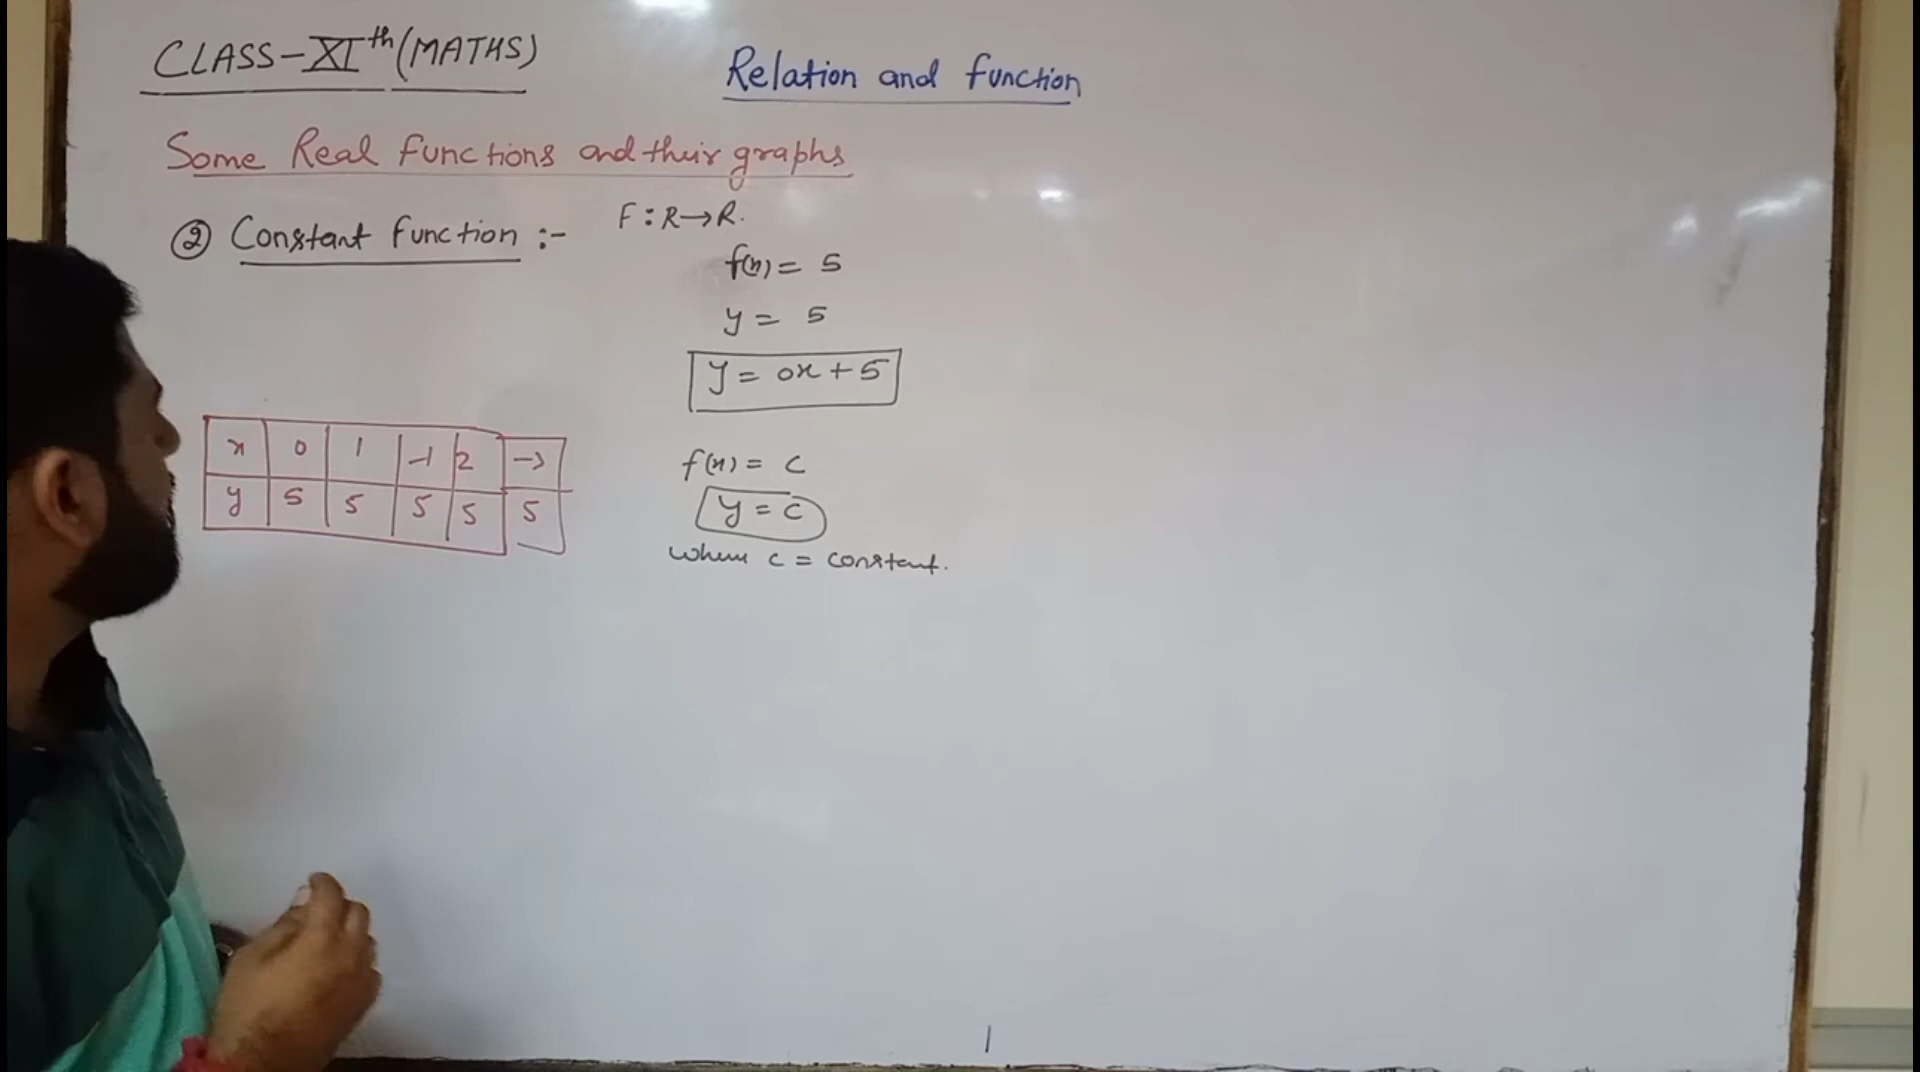 CLASS-XIth (MATHS)
Relation and function
Some Real functions and their graphs
② Constant function :-
F : R→R.
f(x) = 5
y = 5
y = 0x + 5
x 0 1 -1 2
y 5 5 5 5 5
f(x) = c
y = c
where c = constant.